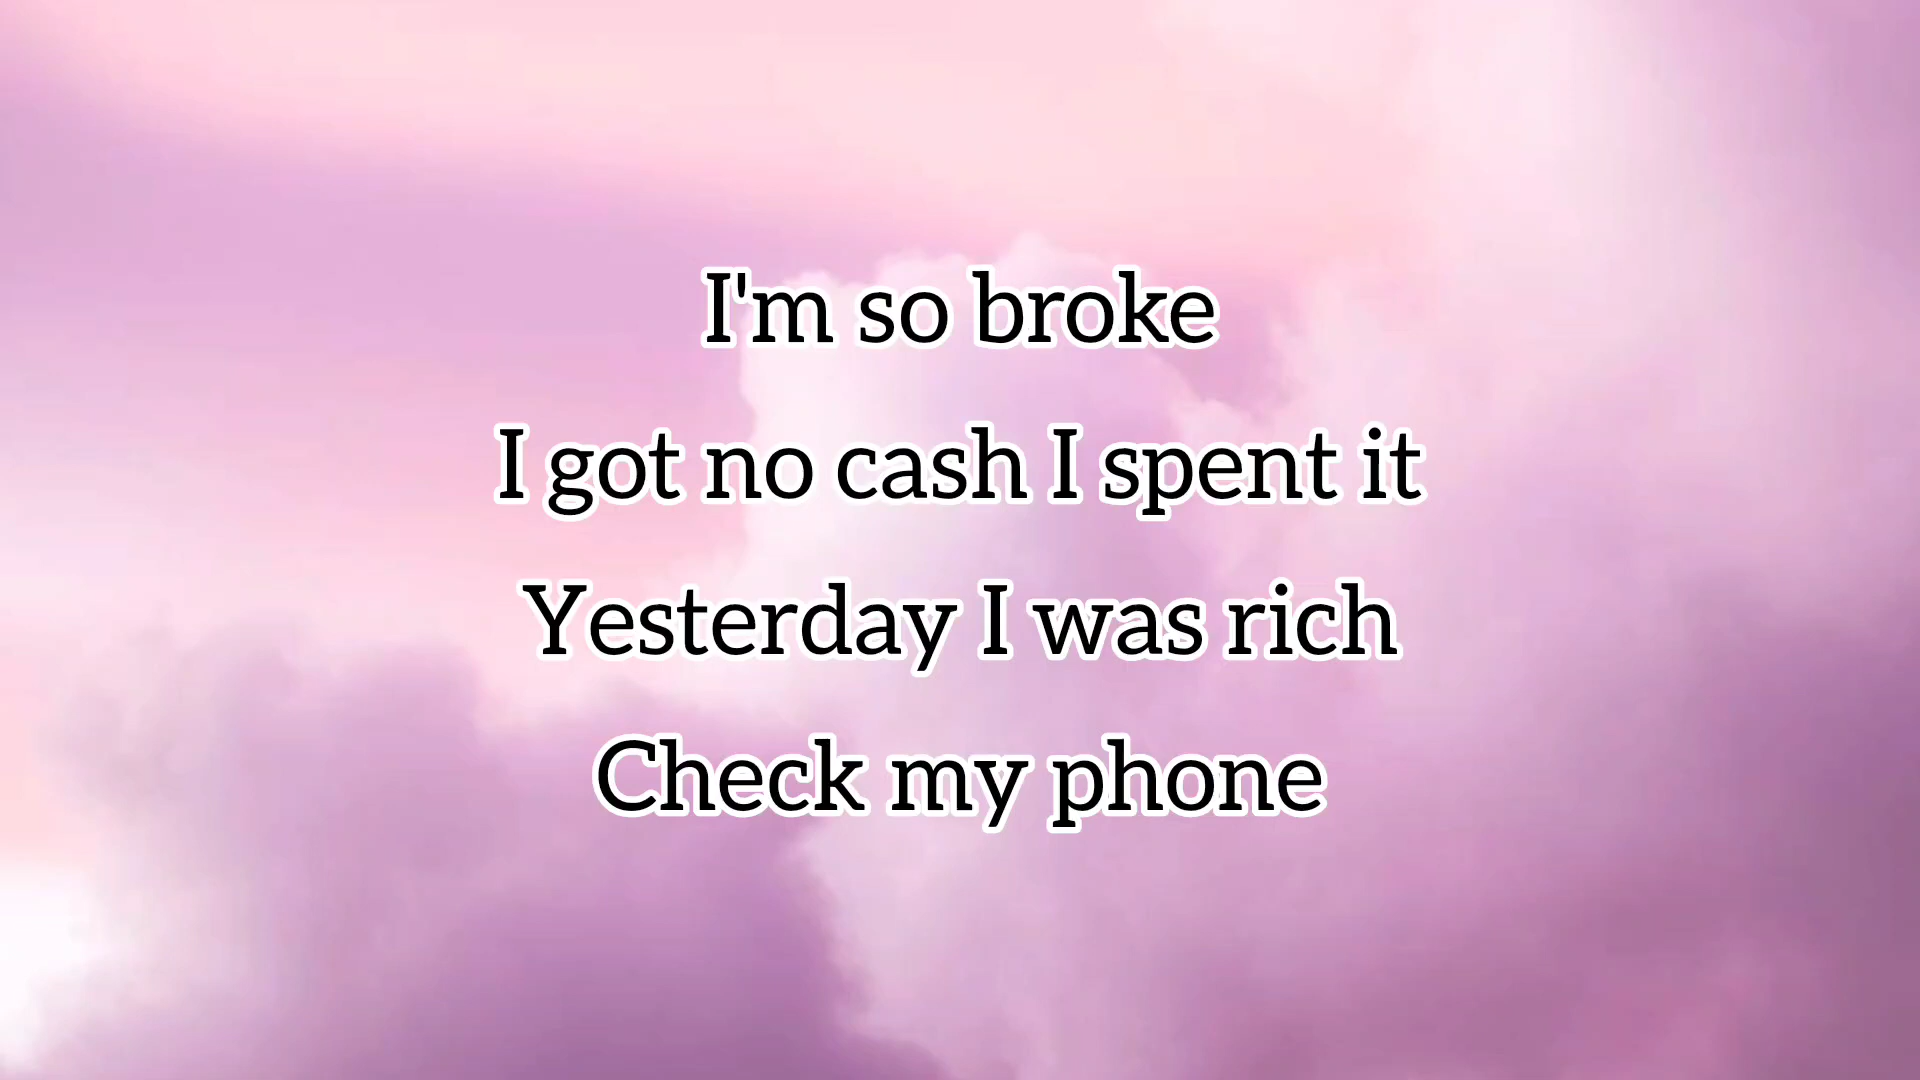 I'm so broke
I got no cash I spent it
Yesterday I was rich
Check my phone